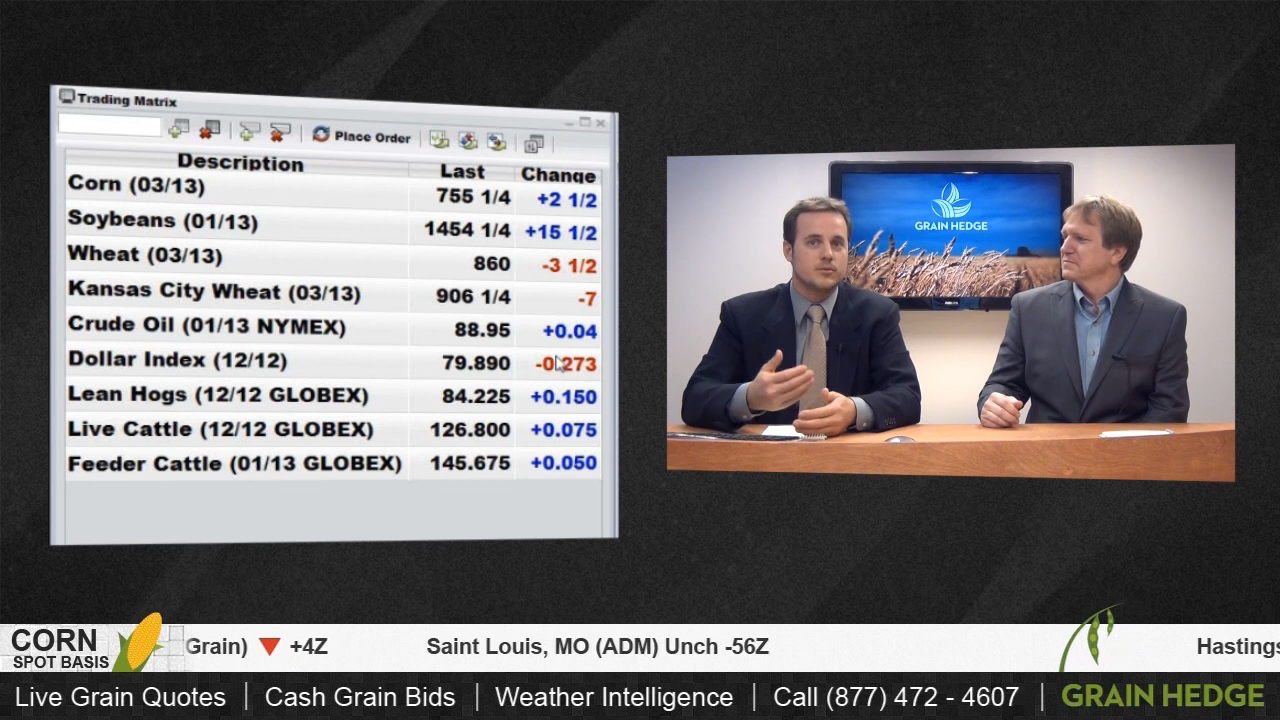 Trading Matrix
Place Order
Description Last Change
Corn (03/13) 755 1/4 +2 1/2
Soybeans (01/13) 1454 1/4 +15 1/2
Wheat (03/13) 860 -3 1/2
Kansas City Wheat (03/13) 906 1/4 -7
Crude Oil (01/13 NYMEX) 88.95 +0.04
Dollar Index (12/12) 79.890 -0.273
Lean Hogs (12/12 GLOBEX) 84.225 +0.150
Live Cattle (12/12 GLOBEX) 126.800 +0.075
Feeder Cattle (01/13 GLOBEX) 145.675 +0.050
GRAIN HEDGE
CORN
SPOT BASIS
Grain) ▼ +4Z Saint Louis, MO (ADM) Unch -56Z Hastings
Live Grain Quotes | Cash Grain Bids | Weather Intelligence | Call (877) 472 - 4607 | GRAIN HEDGE